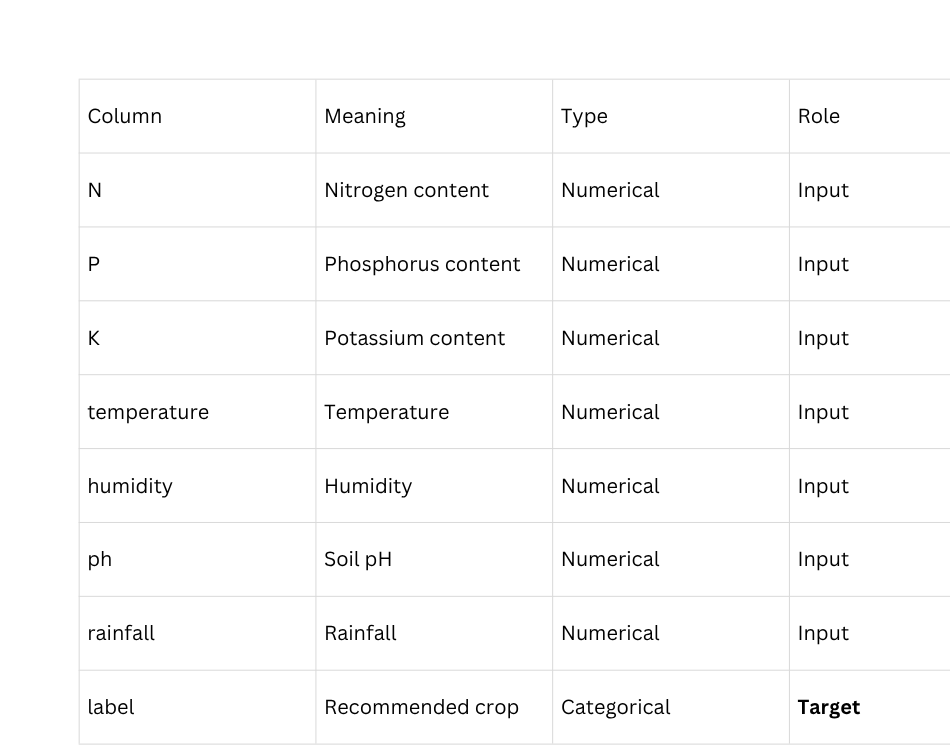 Column Meaning Type Role
N Nitrogen content Numerical Input
P Phosphorus content Numerical Input
K Potassium content Numerical Input
temperature Temperature Numerical Input
humidity Humidity Numerical Input
ph Soil pH Numerical Input
rainfall Rainfall Numerical Input
label Recommended crop Categorical Target